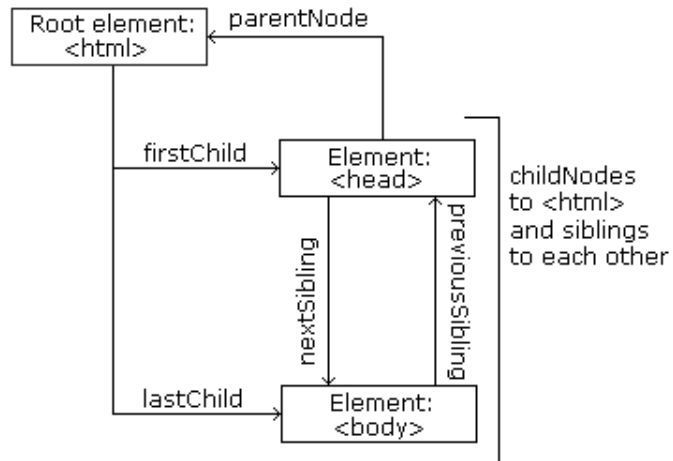 Root element:
<html>
parentNode
firstChild
Element:
<head>
childNodes
to <html>
and siblings
to each other
nextSibling
previousSibling
lastChild
Element:
<body>